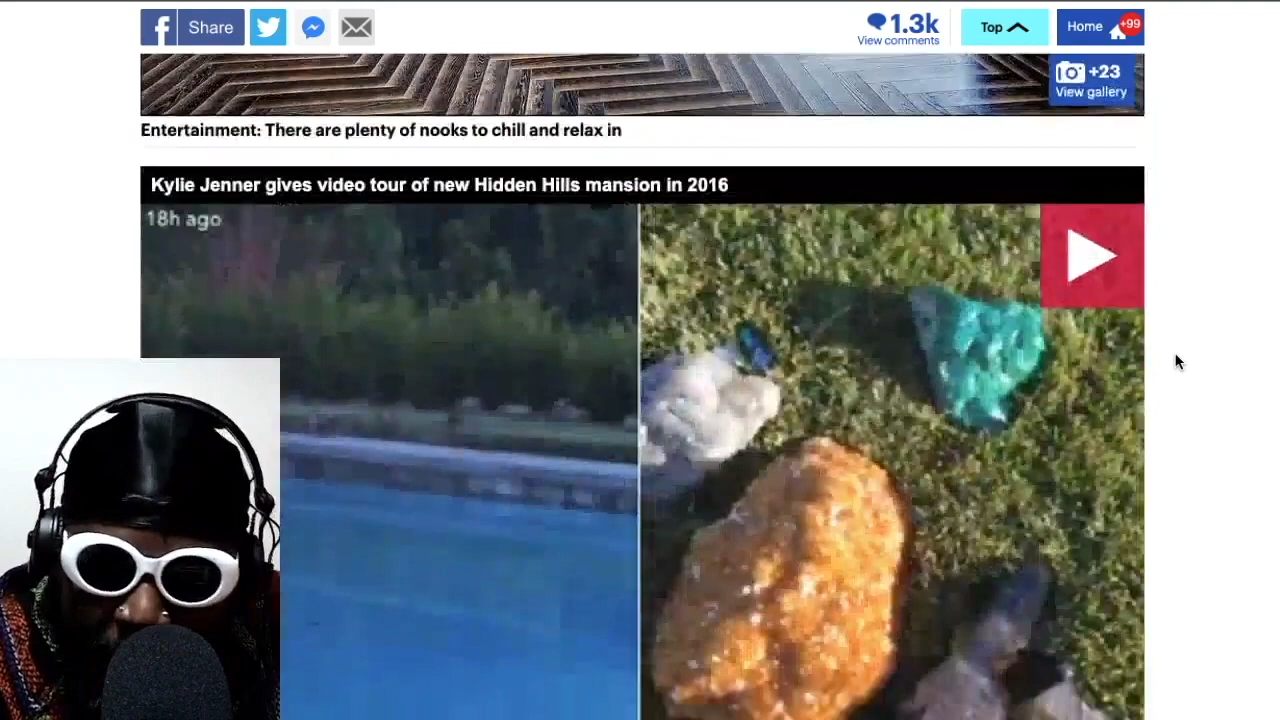 Share
1.3k
View comments
Top
Home
+99
+23
View gallery
Entertainment: There are plenty of nooks to chill and relax in
Kylie Jenner gives video tour of new Hidden Hills mansion in 2016
18h ago